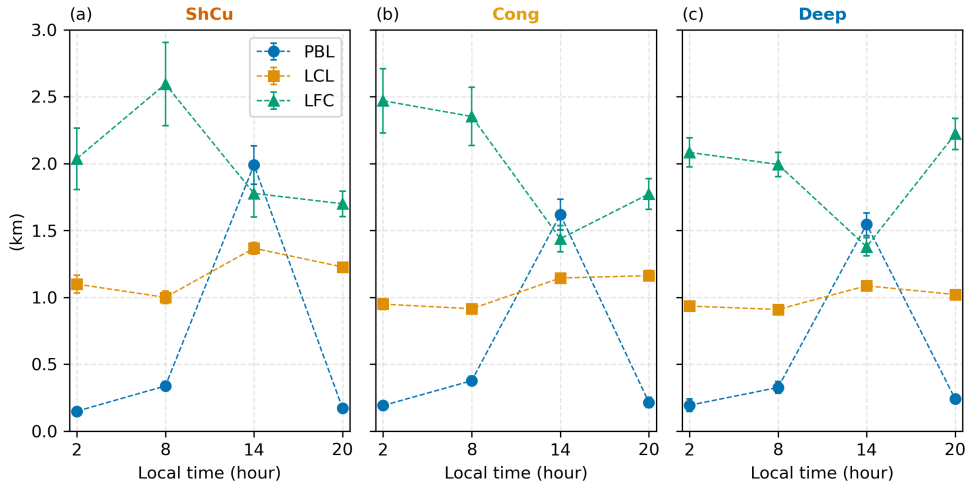 (a) ShCu
(b) Cong
(c) Deep
3.0
2.5
2.0
1.5
1.0
0.5
0.0
(km)
PBL
LCL
LFC
2 8 14 20
2 8 14 20
2 8 14 20
Local time (hour)
Local time (hour)
Local time (hour)